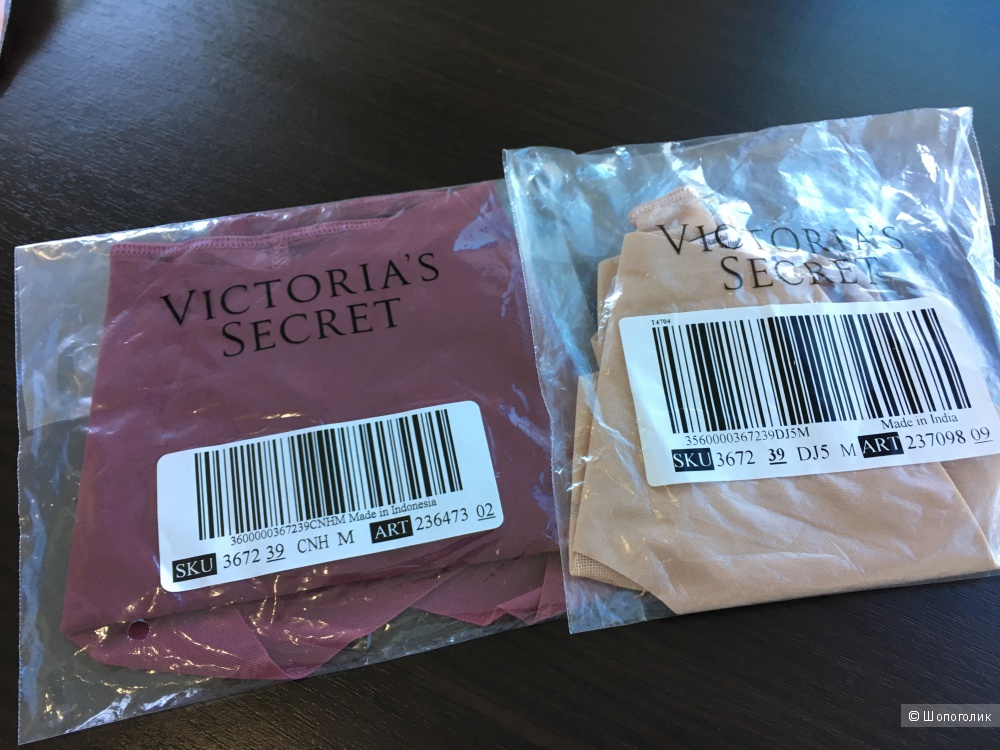 VICTORIA'S
SECRET
3600000367239CNHM Made in Indonesia
SKU 3672 39 CNH M ART 236473 02
VICTORIA'S
SECRET
T4704
Made in India
3560000367239DJ5M
SKU 3672 39 DJ5 M ART 237098 09
© Шопоголик